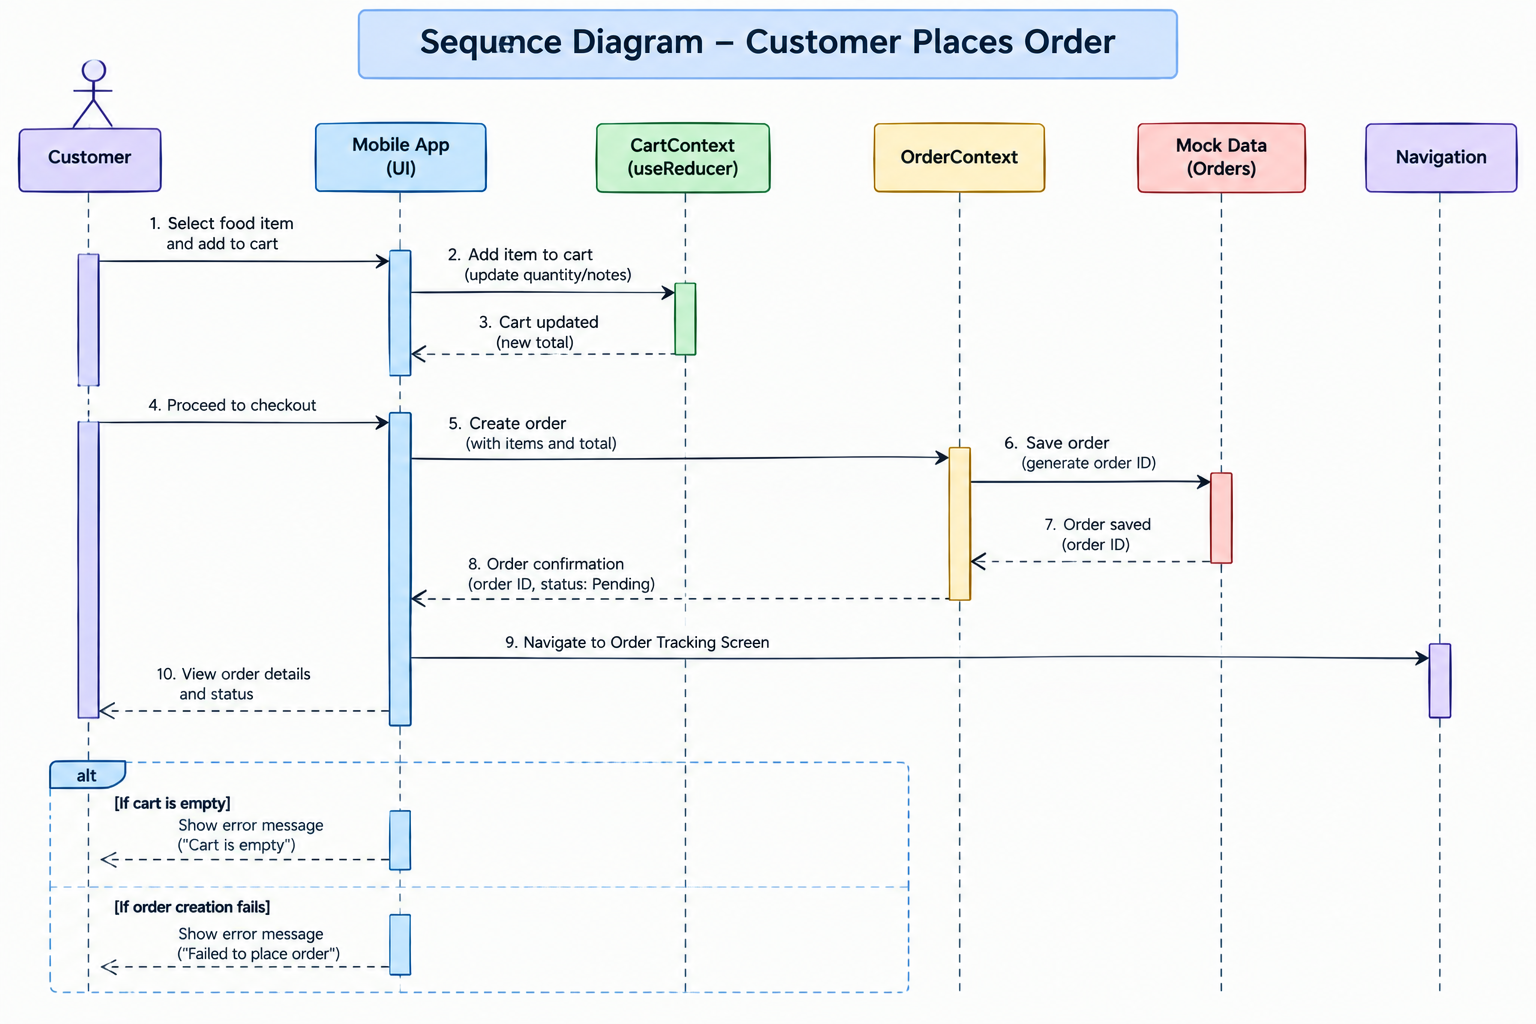 Sequence Diagram – Customer Places Order
Customer
Mobile App
(UI)
CartContext
(useReducer)
OrderContext
Mock Data
(Orders)
Navigation
1. Select food item
and add to cart
2. Add item to cart
(update quantity/notes)
3. Cart updated
(new total)
4. Proceed to checkout
5. Create order
(with items and total)
6. Save order
(generate order ID)
7. Order saved
(order ID)
8. Order confirmation
(order ID, status: Pending)
9. Navigate to Order Tracking Screen
10. View order details
and status
alt
[If cart is empty]
Show error message
("Cart is empty")
[If order creation fails]
Show error message
("Failed to place order")